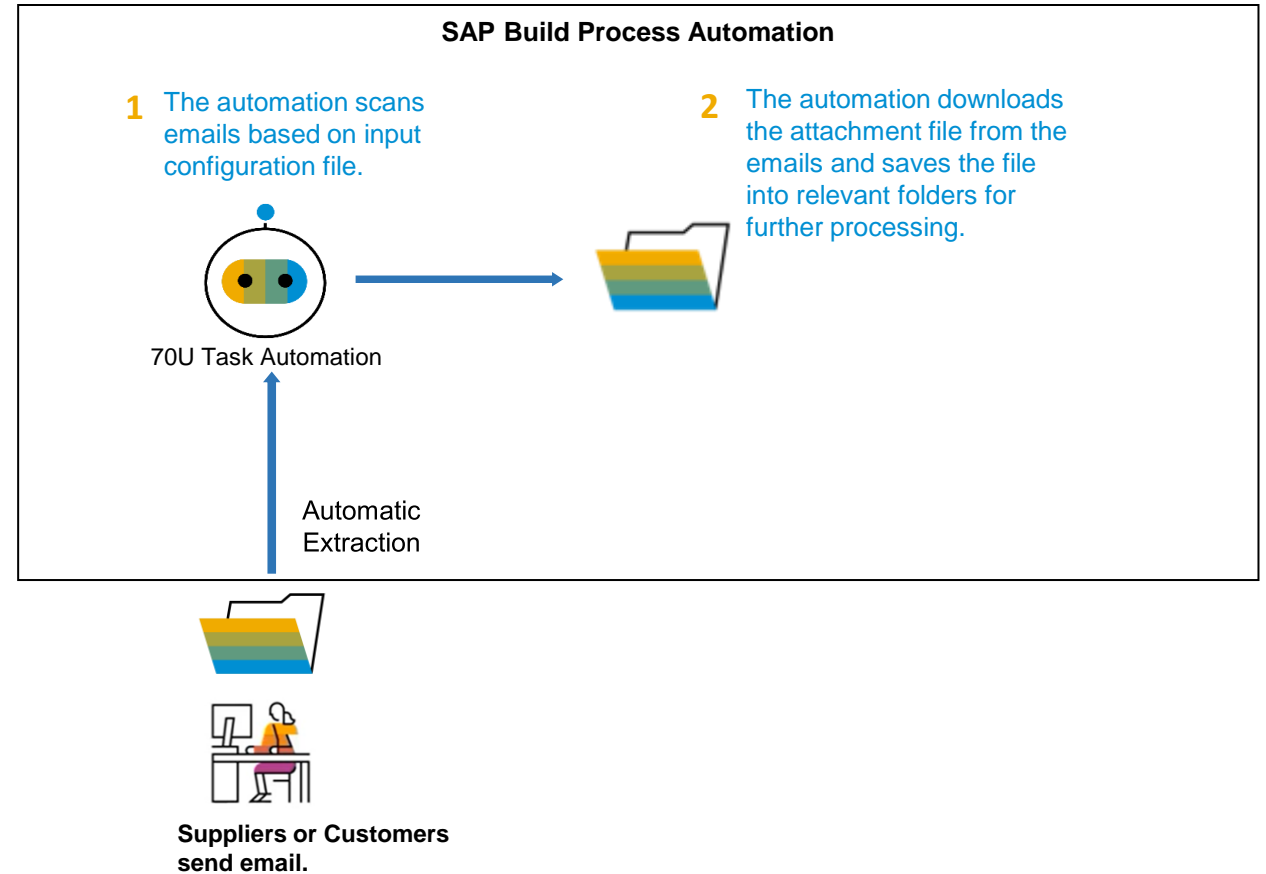 SAP Build Process Automation
1
The automation scans
emails based on input
configuration file.
2
The automation downloads
the attachment file from the
emails and saves the file
into relevant folders for
further processing.
70U Task Automation
Automatic
Extraction
Suppliers or Customers
send email.